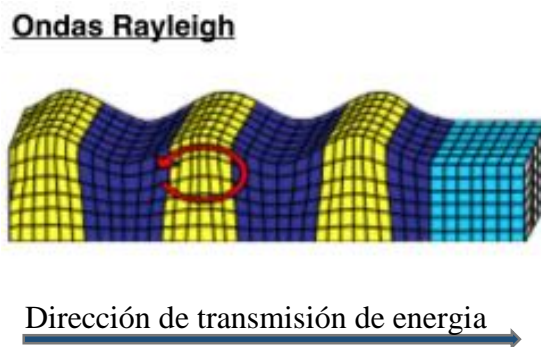 Ondas Rayleigh
Dirección de transmisión de energia